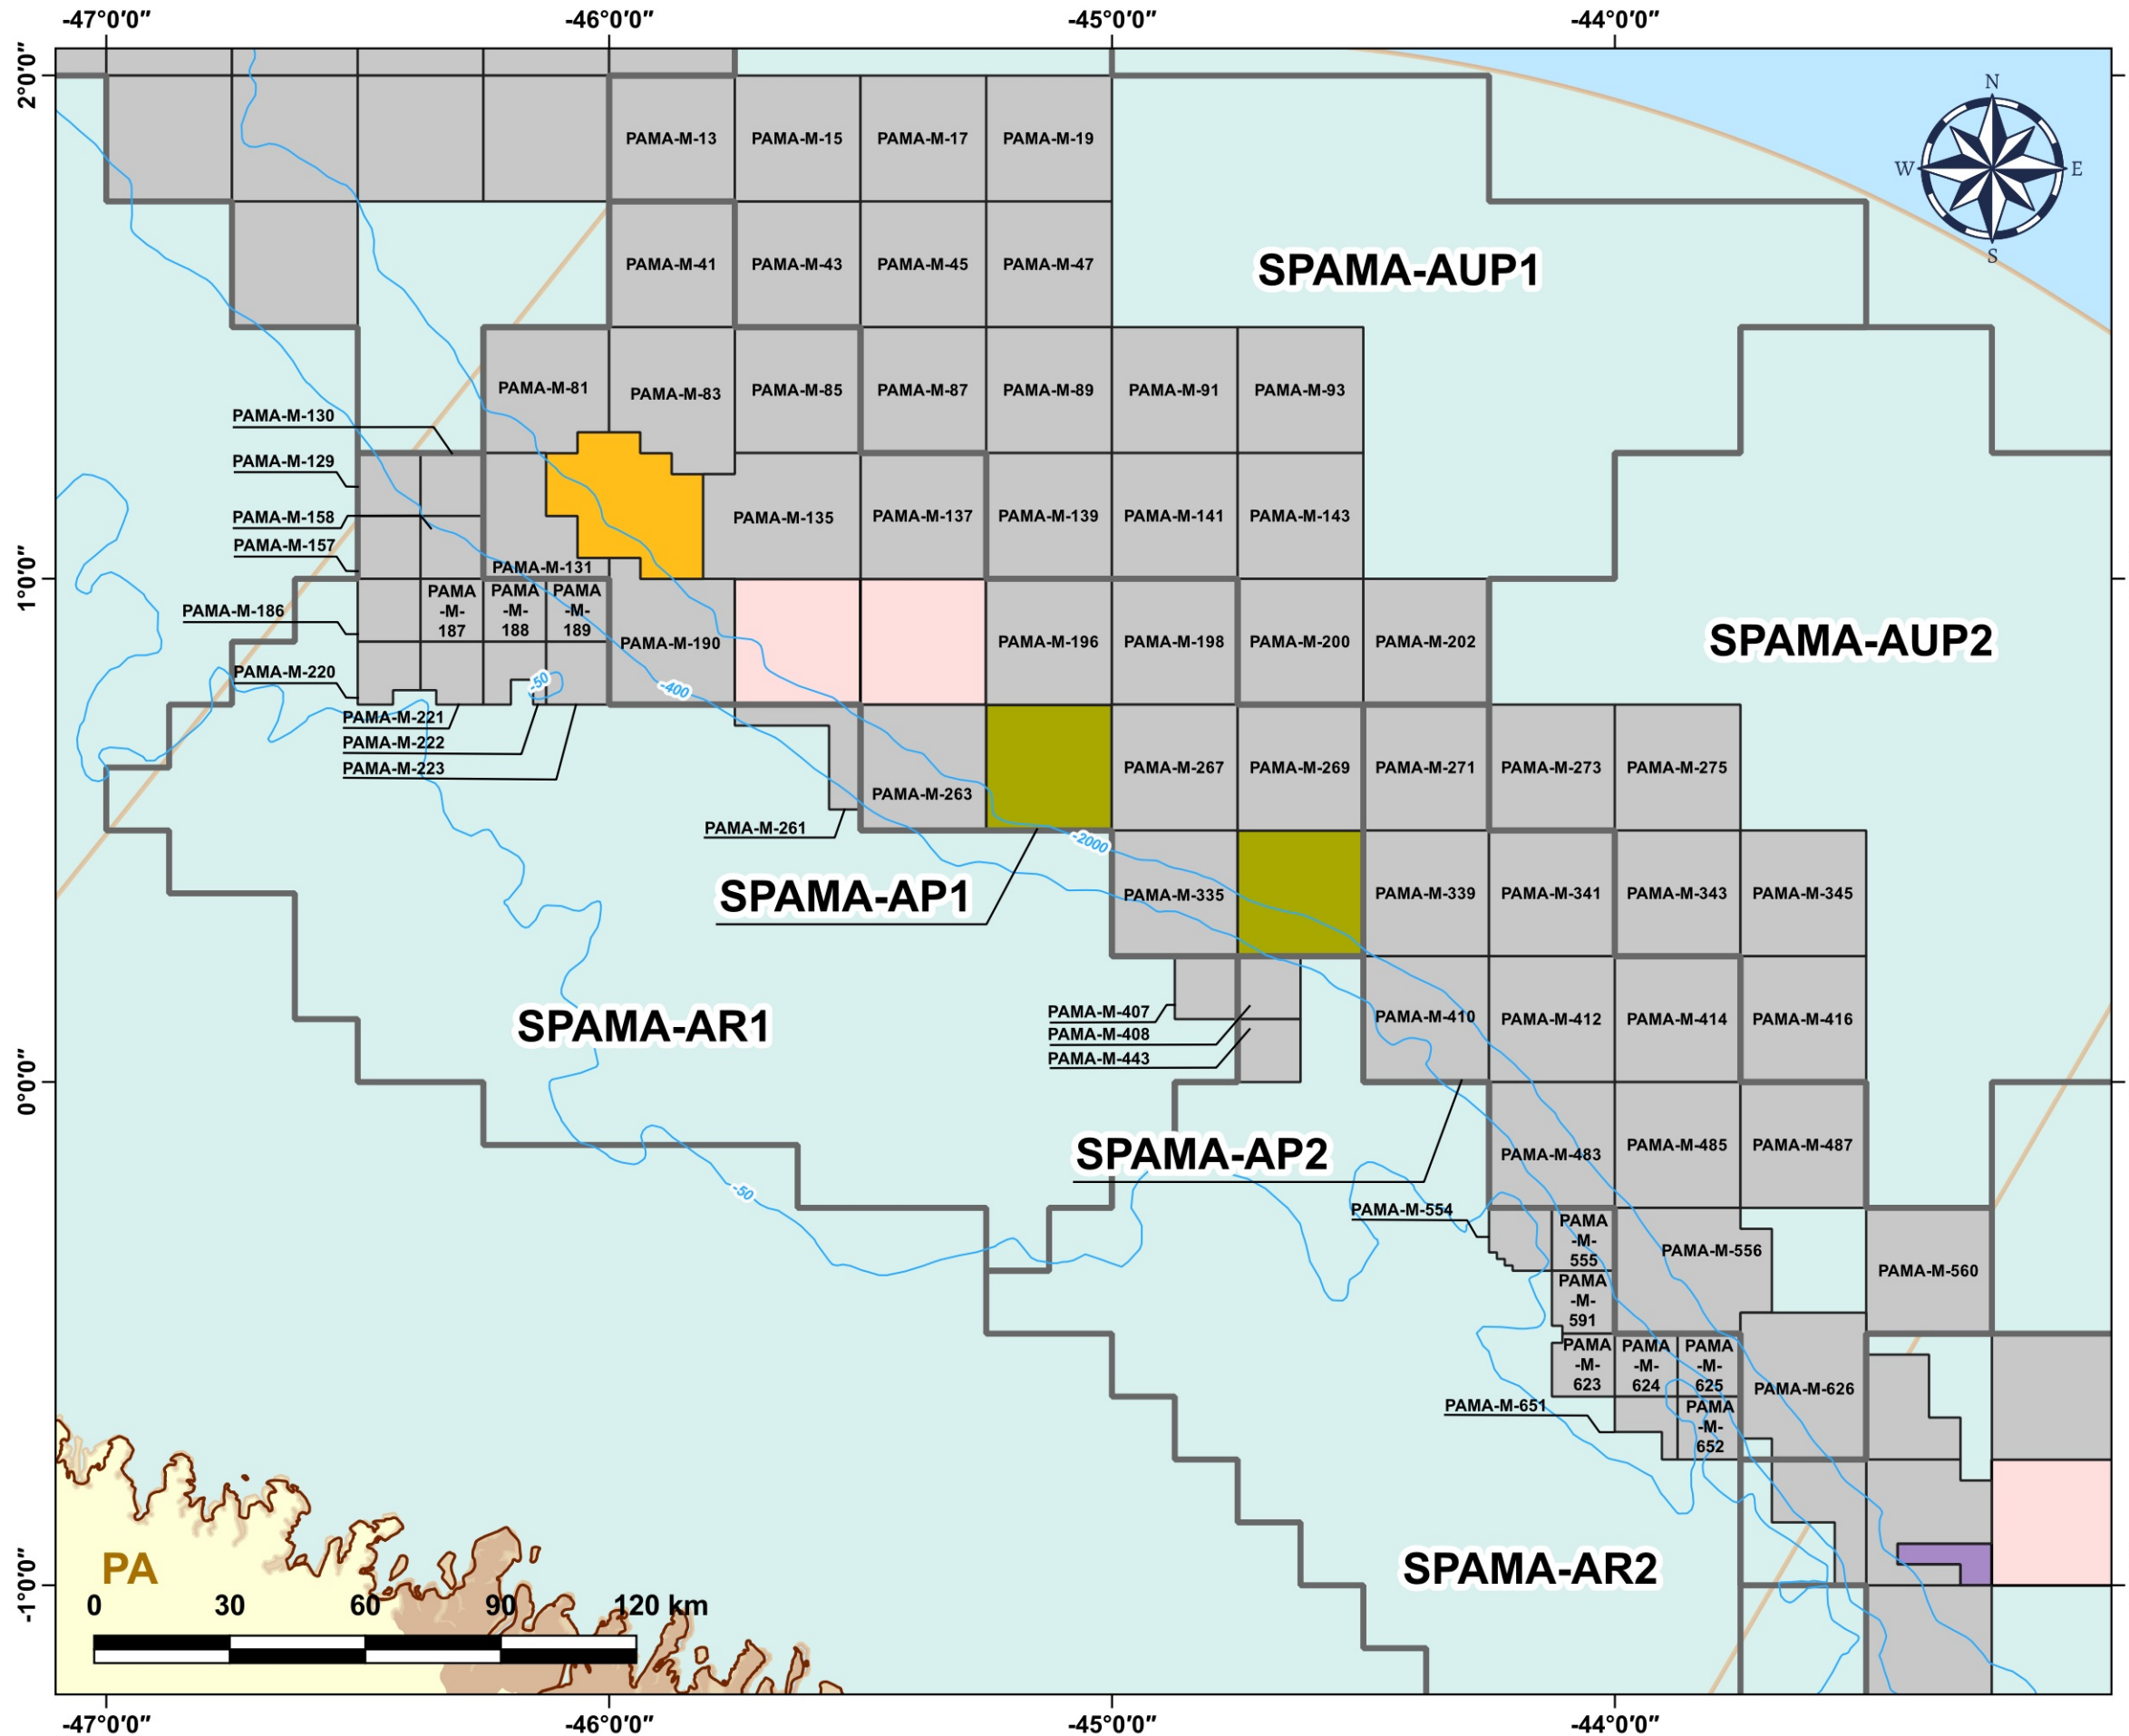 -47°0'0" -46°0'0" -45°0'0" -44°0'0"
2°0'0"
N
W E
S
PAMA-M-13 PAMA-M-15 PAMA-M-17 PAMA-M-19
PAMA-M-41 PAMA-M-43 PAMA-M-45 PAMA-M-47
SPAMA-AUP1
PAMA-M-81 PAMA-M-83 PAMA-M-85 PAMA-M-87 PAMA-M-89 PAMA-M-91 PAMA-M-93
PAMA-M-130
PAMA-M-129
PAMA-M-158
PAMA-M-157
PAMA-M-135 PAMA-M-137 PAMA-M-139 PAMA-M-141 PAMA-M-143
PAMA-M-131
1°0'0"
PAMA-M-186
PAMA
-M-
187
PAMA
-M-
188
PAMA
-M-
189
PAMA-M-190 PAMA-M-196 PAMA-M-198 PAMA-M-200 PAMA-M-202
SPAMA-AUP2
PAMA-M-220
-50
-400
PAMA-M-221
PAMA-M-222
PAMA-M-223
PAMA-M-263 PAMA-M-267 PAMA-M-269 PAMA-M-271 PAMA-M-273 PAMA-M-275
PAMA-M-261
-2000
SPAMA-AP1
PAMA-M-335 PAMA-M-339 PAMA-M-341 PAMA-M-343 PAMA-M-345
SPAMA-AR1
PAMA-M-407
PAMA-M-408
PAMA-M-443
PAMA-M-410 PAMA-M-412 PAMA-M-414 PAMA-M-416
0°0'0"
SPAMA-AP2
PAMA-M-483 PAMA-M-485 PAMA-M-487
-50
PAMA-M-554
PAMA
-M-
555
PAMA-M-556
PAMA-M-560
PAMA
-M-
591
PAMA
-M-
623
PAMA
-M-
624
PAMA
-M-
625
PAMA-M-626
PAMA-M-651
PAMA
-M-
652
SPAMA-AR2
-1°0'0"
PA
0 30 60 90 120 km
-47°0'0" -46°0'0" -45°0'0" -44°0'0"